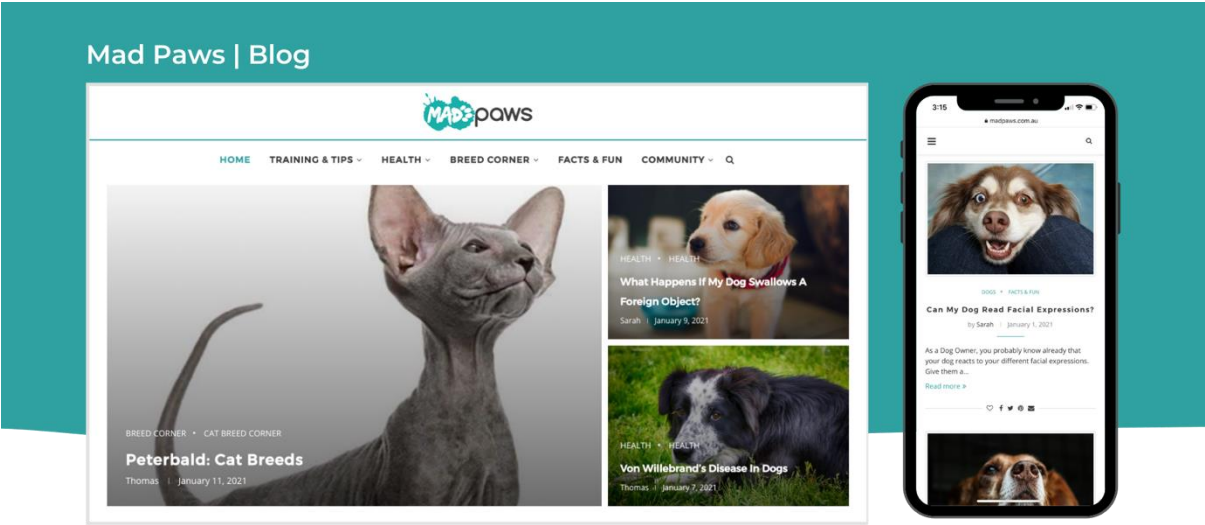 Mad Paws | Blog
MAD paws
HOME TRAINING & TIPS HEALTH BREED CORNER FACTS & FUN COMMUNITY
BREED CORNER • CAT BREED CORNER
Peterbald: Cat Breeds
Thomas | January 11, 2021
HEALTH • HEALTH
What Happens If My Dog Swallows A
Foreign Object?
Sarah | January 9, 2021
HEALTH • HEALTH
Von Willebrand's Disease In Dogs
Thomas | January 7, 2021
3:15
madpaws.com.au
DOGS • FACTS & FUN
Can My Dog Read Facial Expressions?
by Sarah | January 1, 2021
As a Dog Owner, you probably know already that
your dog reacts to your different facial expressions.
Give them a...
Read more »